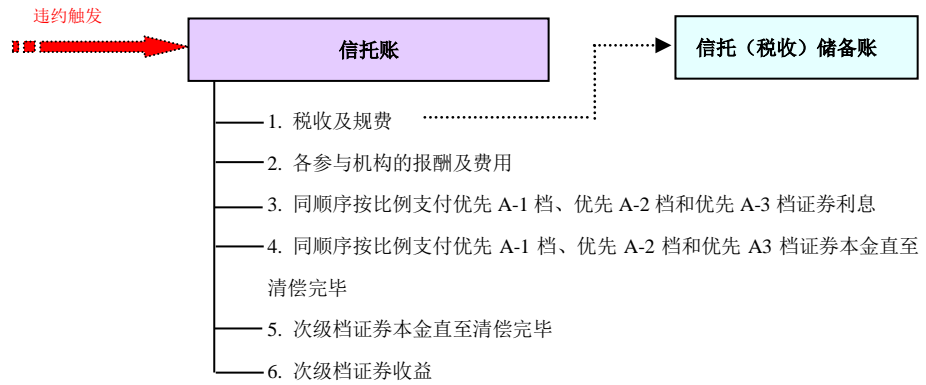 违约触发
信托账
信托（税收）储备账
1. 税收及规费
2. 各参与机构的报酬及费用
3. 同顺序按比例支付优先 A-1 档、优先 A-2 档和优先 A-3 档证券利息
4. 同顺序按比例支付优先 A-1 档、优先 A-2 档和优先 A3 档证券本金直至
清偿完毕
5. 次级档证券本金直至清偿完毕
6. 次级档证券收益